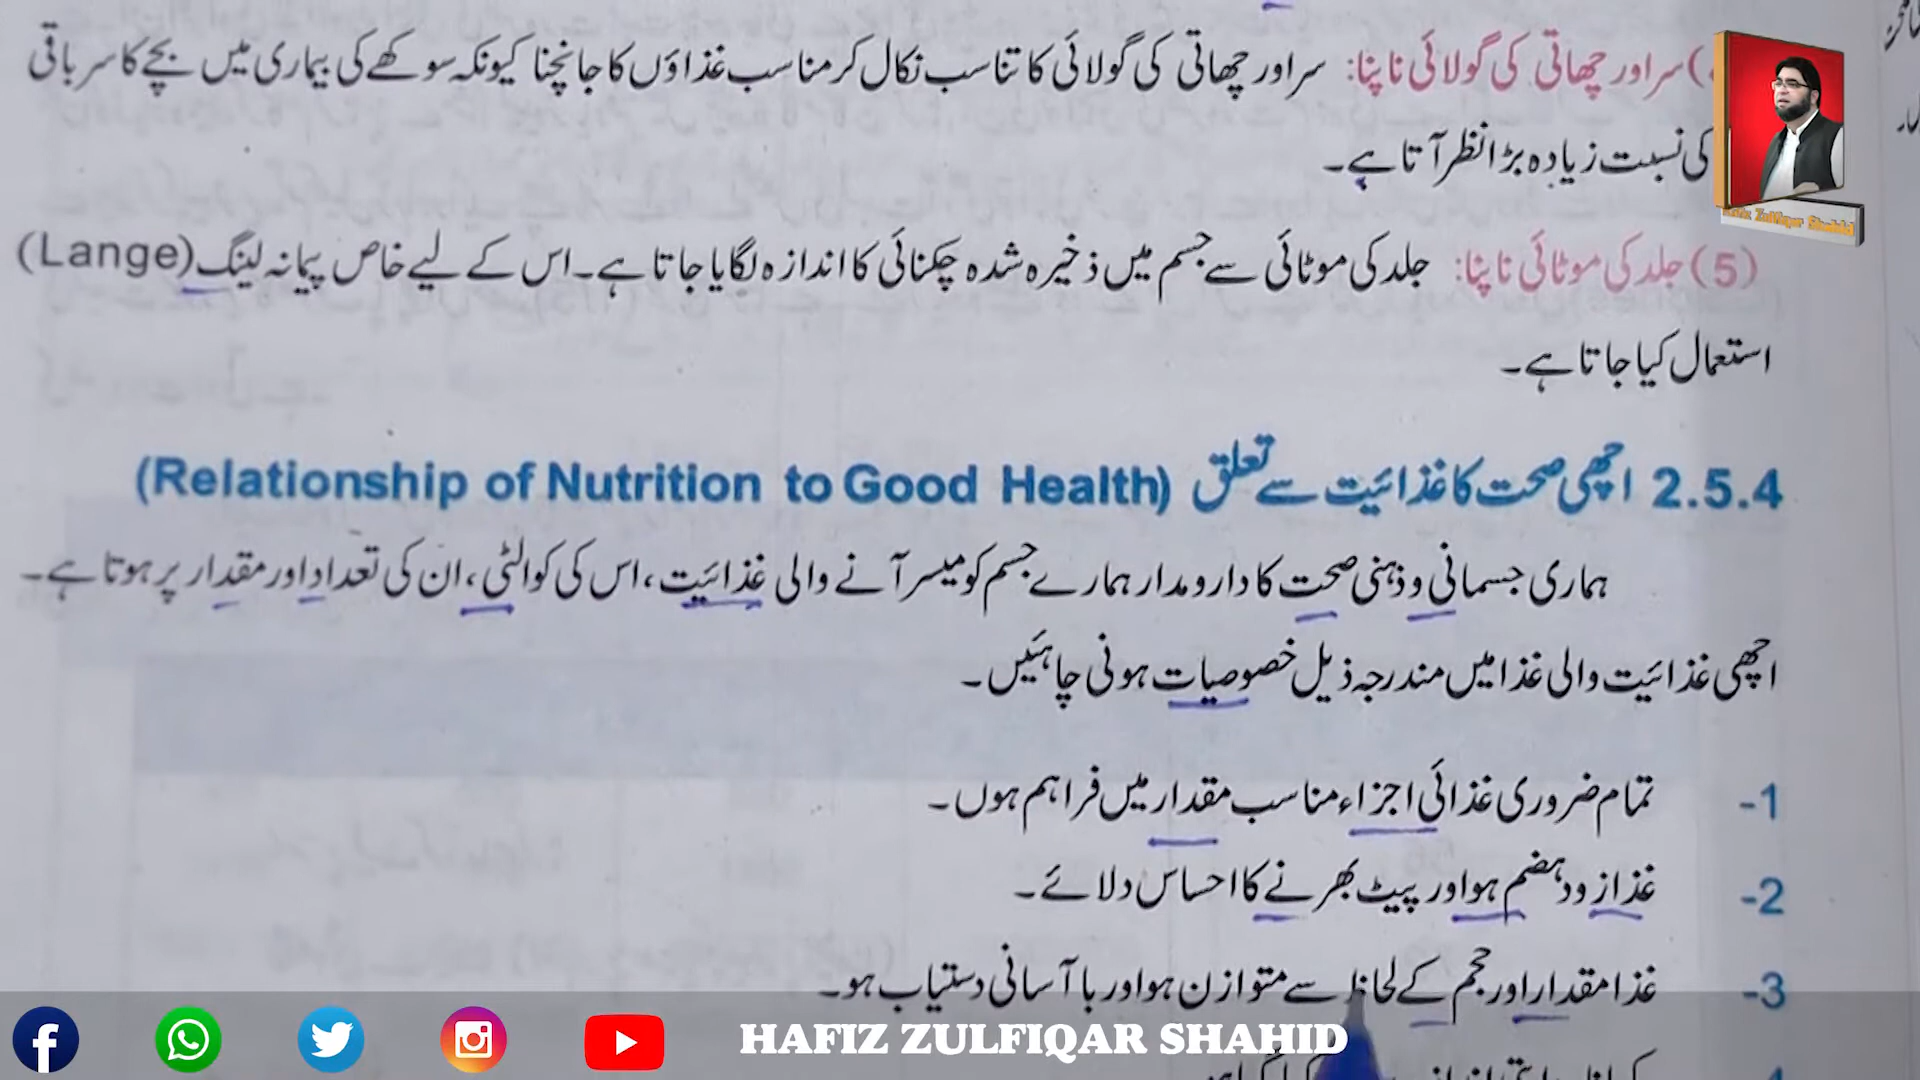 ) سر اور چھاتی کی گولائی ناپنا: سر اور چھاتی کی گولائی کا تناسب نکال کر مناسب غذاؤں کا جانچنا کیونکہ سوکھے کی بیماری میں بچے کا سر باقی
کی نسبت زیادہ بڑا نظر آتا ہے۔
(5) جلد کی موٹائی ناپنا: جلد کی موٹائی سے جسم میں ذخیرہ شدہ چکنائی کا اندازہ لگایا جاتا ہے۔ اس کے لیے خاص پیمانہ لینگ (Lange)
استعمال کیا جاتا ہے۔
2.5.4 اچھی صحت کا غذائیت سے تعلق (Relationship of Nutrition to Good Health)
ہماری جسمانی و ذہنی صحت کا دارومدار ہمارے جسم کو میسر آنے والی غذائیت، اس کی کوالٹی، ان کی تعداد اور مقدار پر ہوتا ہے۔
اچھی غذائیت والی غذا میں مندرجہ ذیل خصوصیات ہونی چاہئیں۔
1- تمام ضروری غذائی اجزاء مناسب مقدار میں فراہم ہوں۔
2- غذا زود ہضم ہو اور پیٹ بھرنے کا احساس دلائے۔
3- غذا مقدار اور حجم کے لحاظ سے متوازن ہو اور با آسانی دستیاب ہو۔
Hafiz Zulfiqar Shahid
HAFIZ ZULFIQAR SHAHID